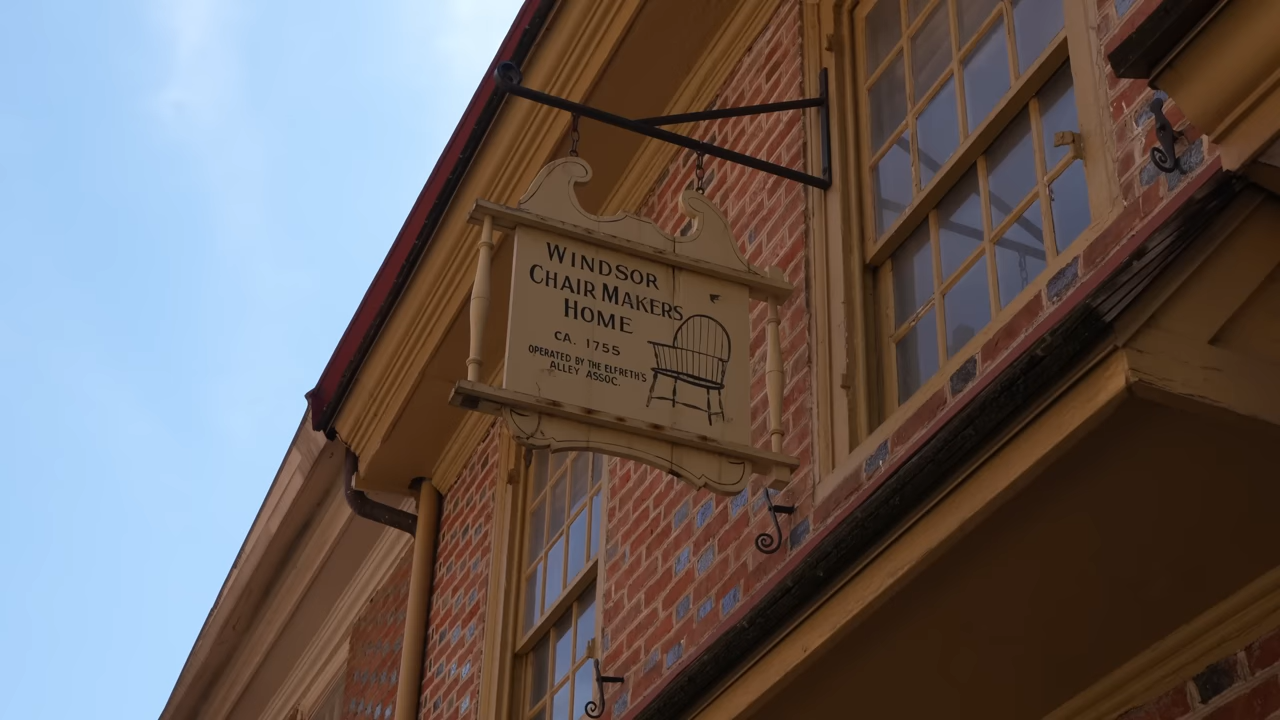 WINDSOR
CHAIR MAKERS
HOME
CA. 1755
OPERATED BY THE ELFRETH'S
ALLEY ASSOC.